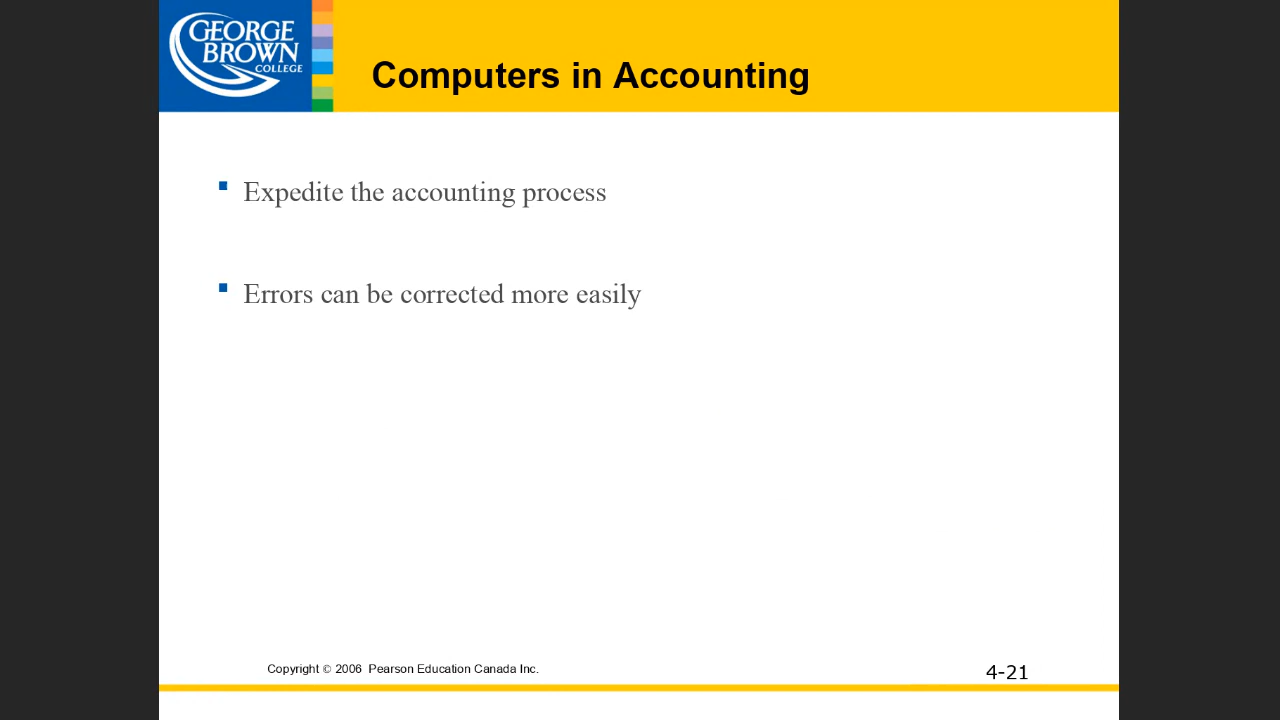 GEORGE
BROWN
COLLEGE
Computers in Accounting
Expedite the accounting process
Errors can be corrected more easily
Copyright © 2006 Pearson Education Canada Inc.
4-21